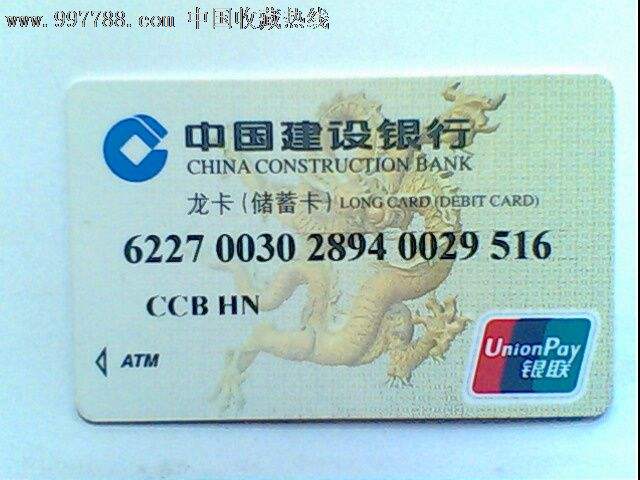 www.997788.com 中国收藏热线
中国建设银行
CHINA CONSTRUCTION BANK
龙卡(储蓄卡) LONG CARD (DEBIT CARD)
6227 0030 2894 0029 516
CCB HN
ATM
UnionPay
银联